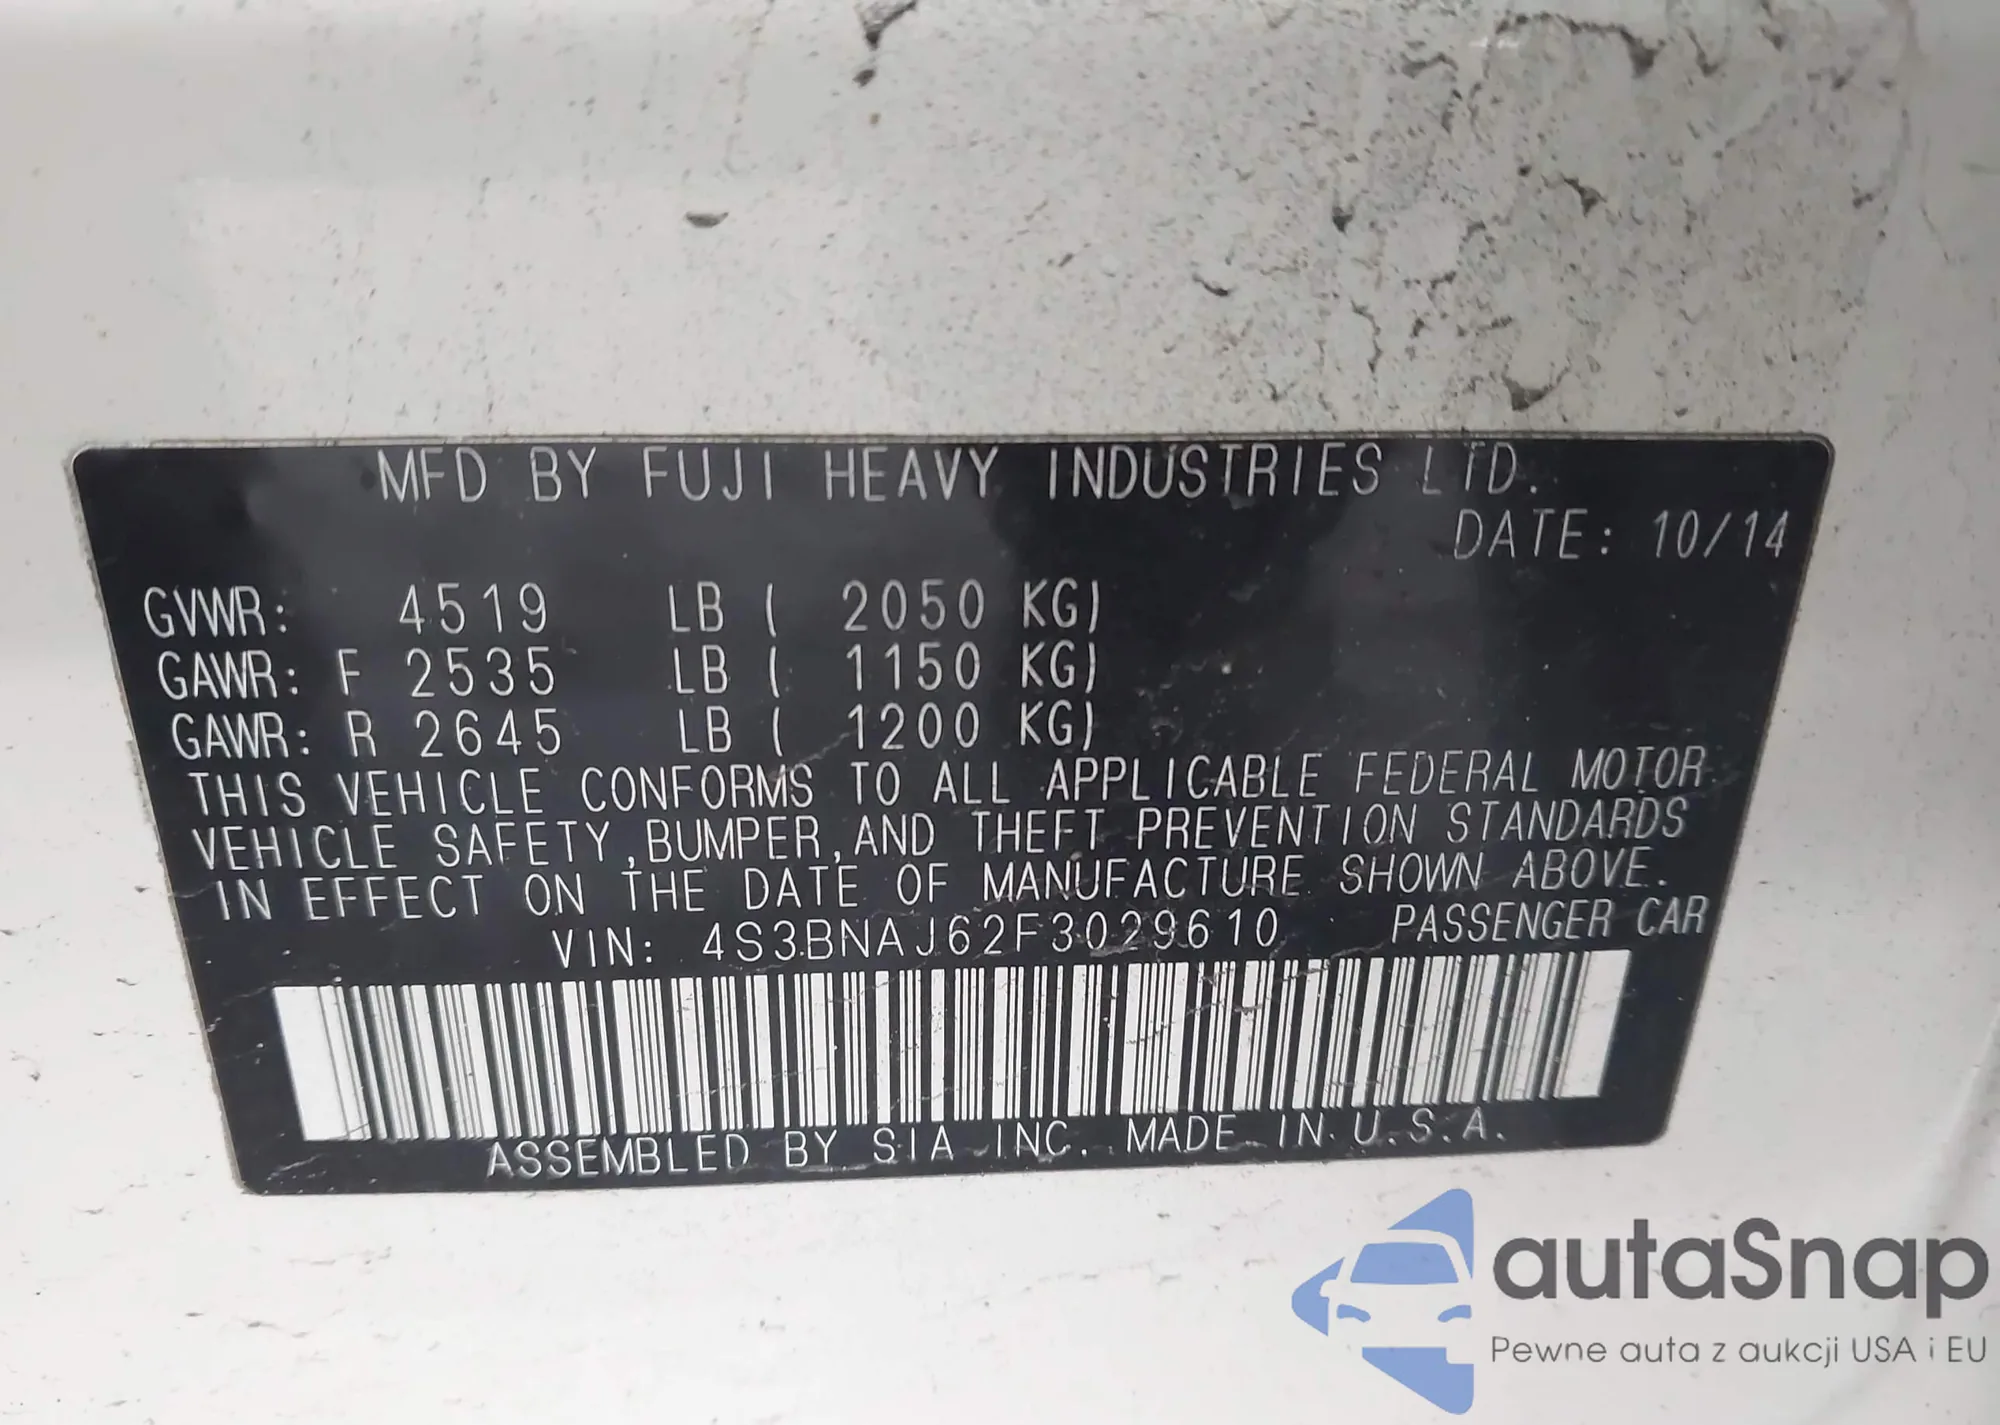 MFD BY FUJI HEAVY INDUSTRIES LTD.
DATE: 10/14
GVWR: 4519 LB ( 2050 KG)
GAWR: F 2535 LB ( 1150 KG)
GAWR: R 2645 LB ( 1200 KG)
THIS VEHICLE CONFORMS TO ALL APPLICABLE FEDERAL MOTOR
VEHICLE SAFETY,BUMPER,AND THEFT PREVENTION STANDARDS
IN EFFECT ON THE DATE OF MANUFACTURE SHOWN ABOVE.
VIN: 4S3BNAJ62F3029610 PASSENGER CAR
ASSEMBLED BY SIA INC. MADE IN U.S.A.
autaSnap
Pewne auta z aukcji USA i EU